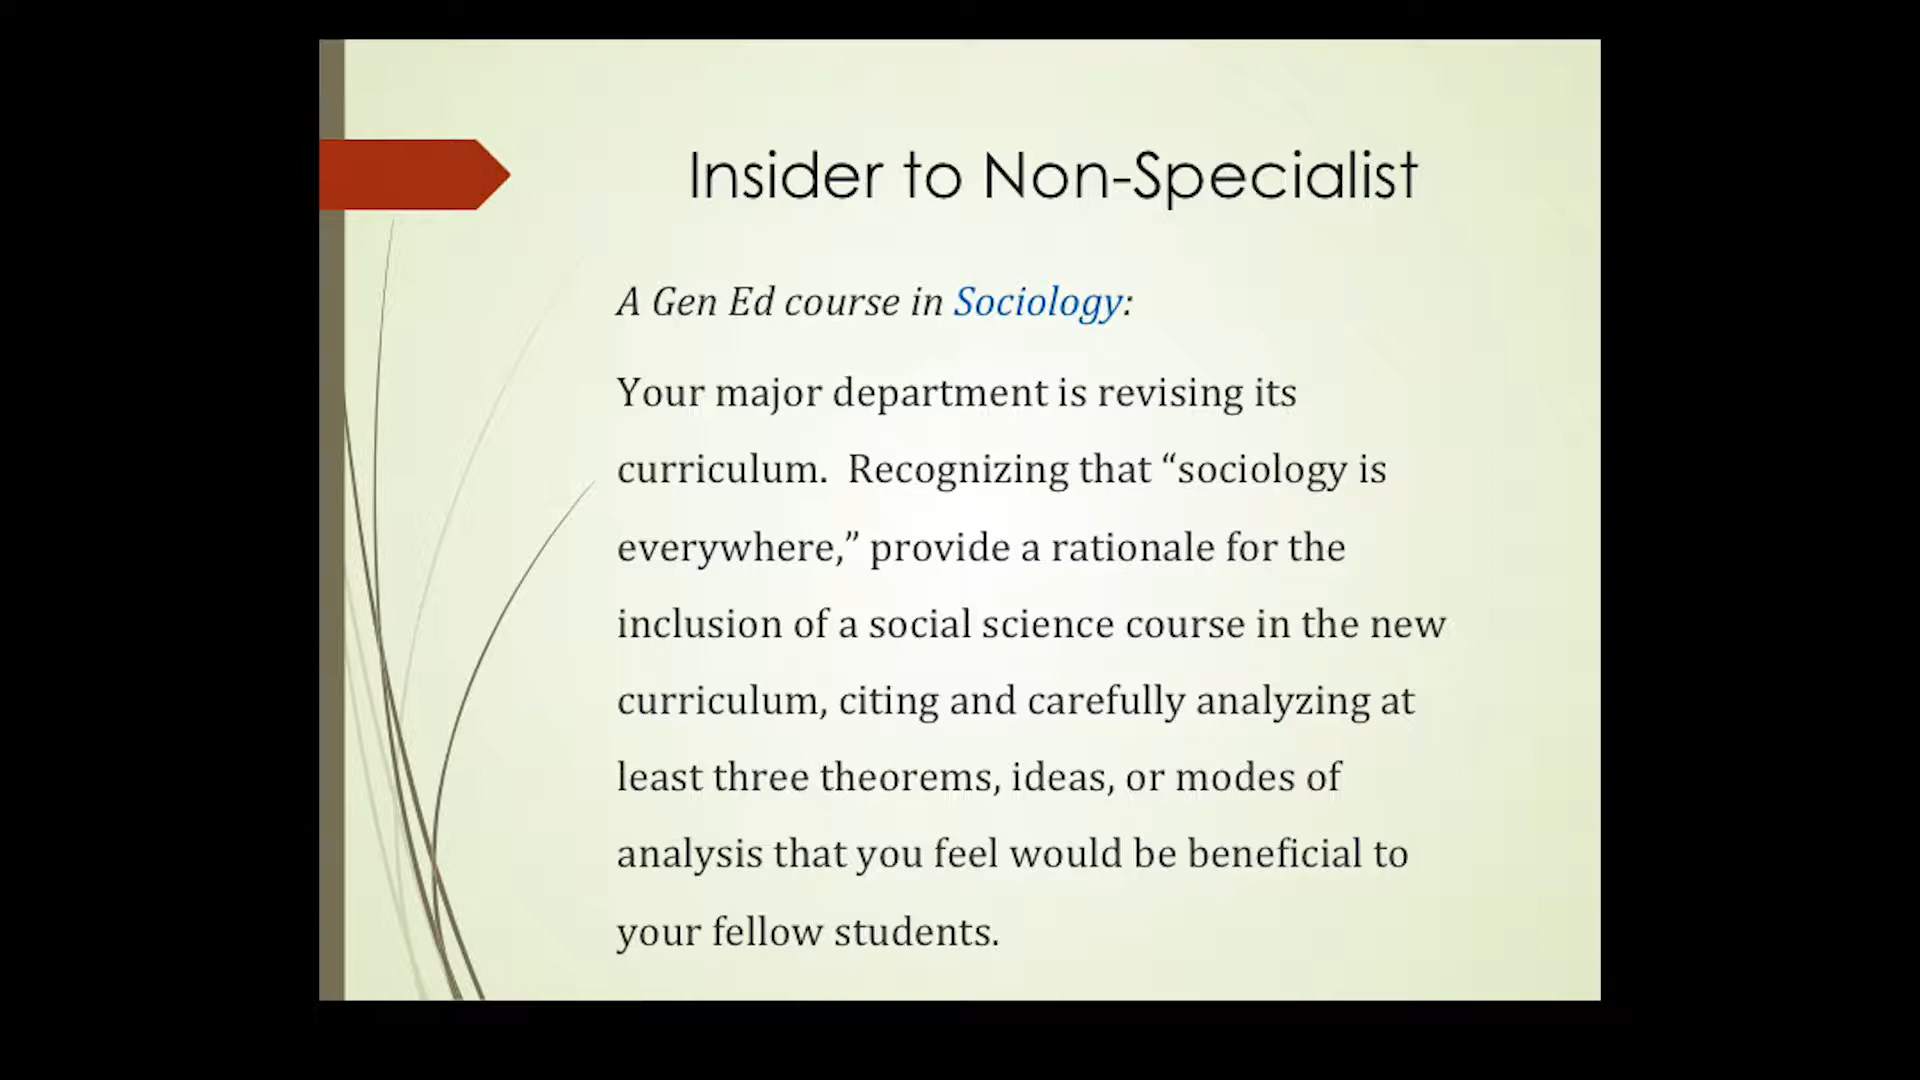 Insider to Non-Specialist
A Gen Ed course in Sociology:
Your major department is revising its
curriculum.  Recognizing that “sociology is
everywhere,” provide a rationale for the
inclusion of a social science course in the new
curriculum, citing and carefully analyzing at
least three theorems, ideas, or modes of
analysis that you feel would be beneficial to
your fellow students.